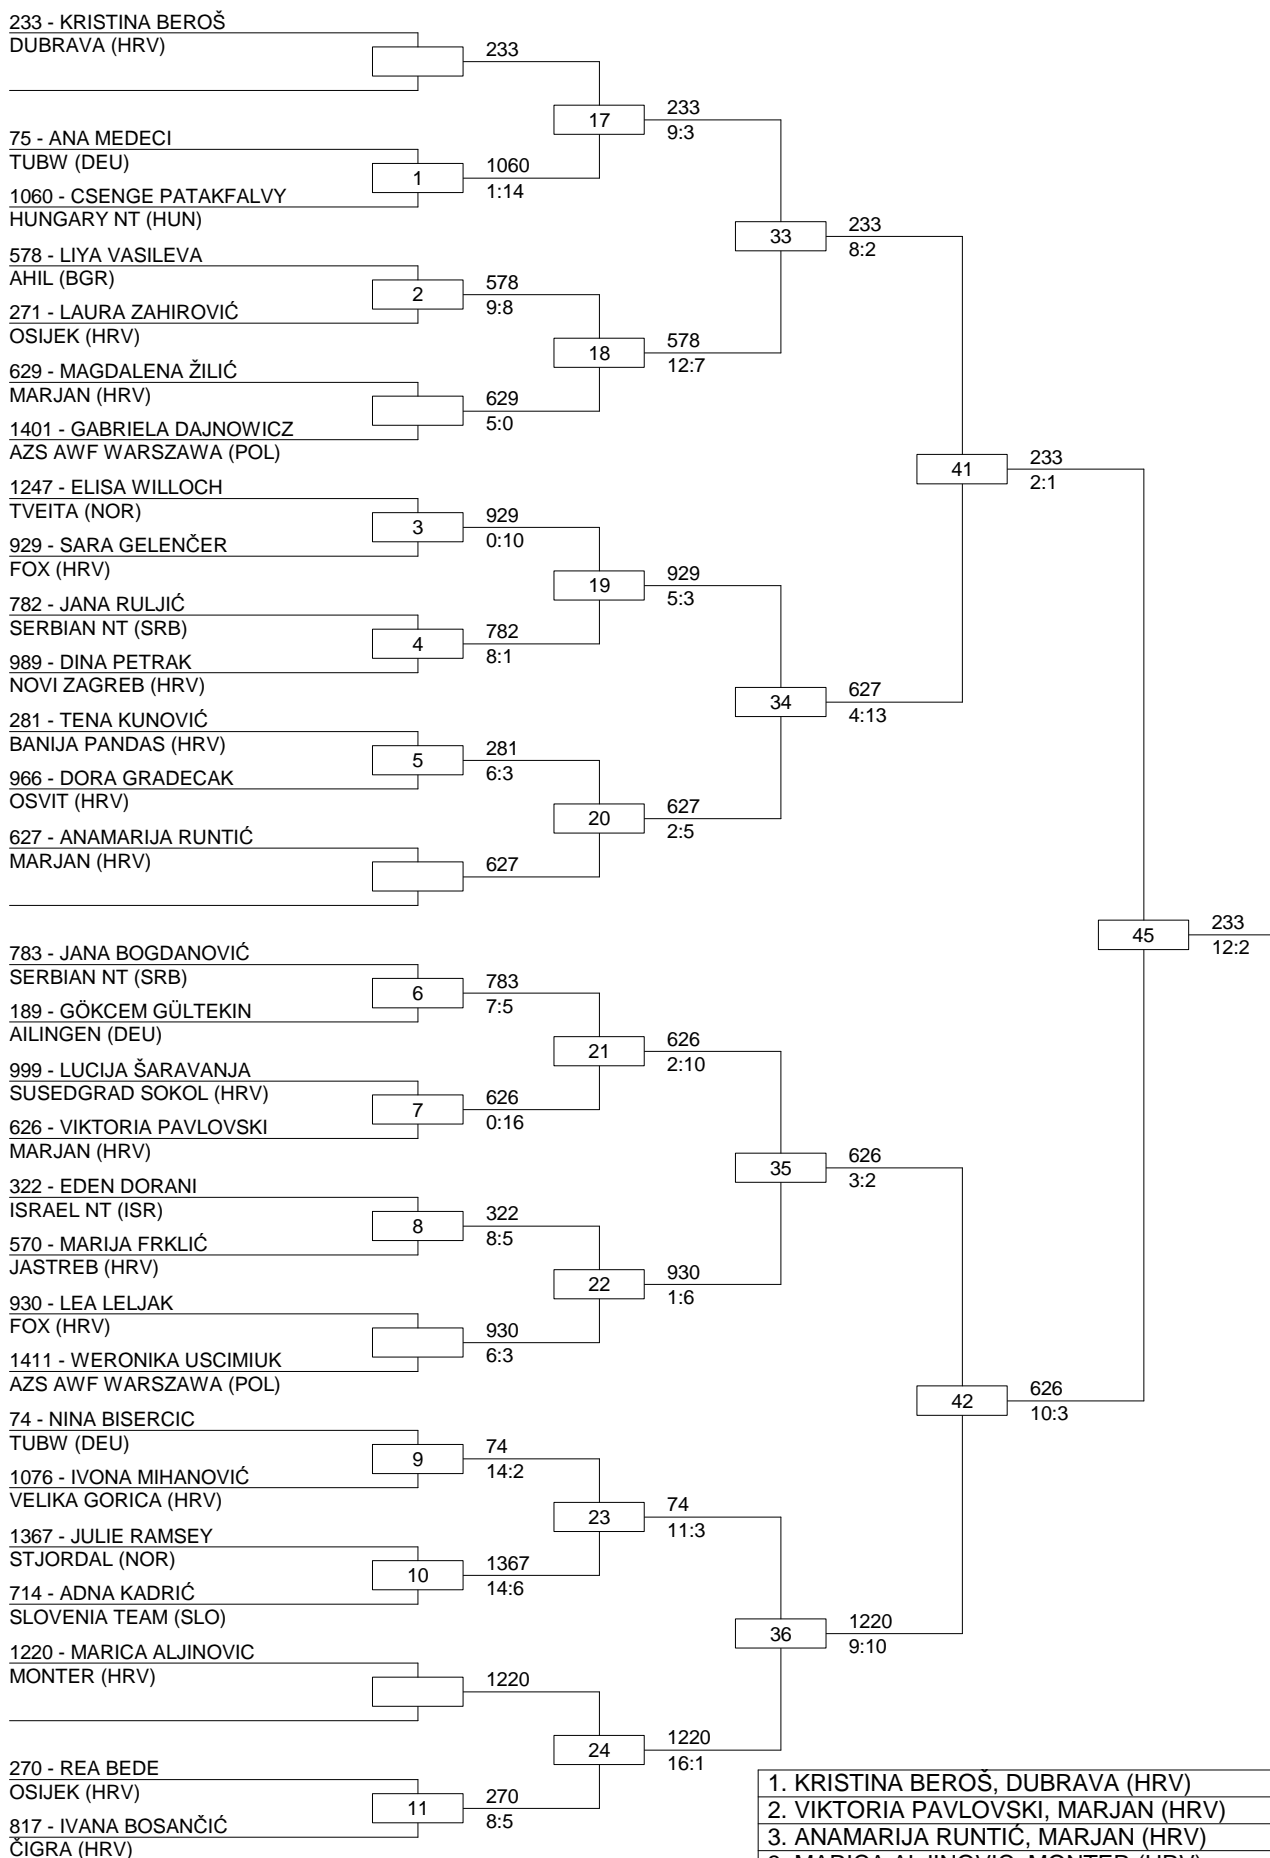 233 - KRISTINA BEROŠ
DUBRAVA (HRV)
233
17
233
9:3
75 - ANA MEDECI
TUBW (DEU)
1
1060
1:14
1060 - CSENGE PATAKFALVY
HUNGARY NT (HUN)
33
233
8:2
578 - LIYA VASILEVA
AHIL (BGR)
2
578
9:8
271 - LAURA ZAHIROVIĆ
OSIJEK (HRV)
18
578
12:7
629 - MAGDALENA ŽILIĆ
MARJAN (HRV)
629
5:0
1401 - GABRIELA DAJNOWICZ
AZS AWF WARSZAWA (POL)
41
233
2:1
1247 - ELISA WILLOCH
TVEITA (NOR)
3
929
0:10
929 - SARA GELENČER
FOX (HRV)
19
929
5:3
782 - JANA RULJIĆ
SERBIAN NT (SRB)
4
782
8:1
989 - DINA PETRAK
NOVI ZAGREB (HRV)
34
627
4:13
281 - TENA KUNOVIĆ
BANIJA PANDAS (HRV)
5
281
6:3
966 - DORA GRADECAK
OSVIT (HRV)
20
627
2:5
627 - ANAMARIJA RUNTIĆ
MARJAN (HRV)
627
45
233
12:2
783 - JANA BOGDANOVIĆ
SERBIAN NT (SRB)
6
783
7:5
189 - GÖKCEM GÜLTEKIN
AILINGEN (DEU)
21
626
2:10
999 - LUCIJA ŠARAVANJA
SUSEDGRAD SOKOL (HRV)
7
626
0:16
626 - VIKTORIA PAVLOVSKI
MARJAN (HRV)
35
626
3:2
322 - EDEN DORANI
ISRAEL NT (ISR)
8
322
8:5
570 - MARIJA FRKLIĆ
JASTREB (HRV)
22
930
1:6
930 - LEA LELJAK
FOX (HRV)
930
6:3
1411 - WERONIKA USCIMIUK
AZS AWF WARSZAWA (POL)
42
626
10:3
74 - NINA BISERCIC
TUBW (DEU)
9
74
14:2
1076 - IVONA MIHANOVIĆ
VELIKA GORICA (HRV)
23
74
11:3
1367 - JULIE RAMSEY
STJORDAL (NOR)
10
1367
14:6
714 - ADNA KADRIĆ
SLOVENIA TEAM (SLO)
36
1220
9:10
1220 - MARICA ALJINOVIC
MONTER (HRV)
1220
24
1220
16:1
270 - REA BEDE
OSIJEK (HRV)
11
270
8:5
817 - IVANA BOSANČIĆ
ČIGRA (HRV)
1. KRISTINA BEROŠ, DUBRAVA (HRV)
2. VIKTORIA PAVLOVSKI, MARJAN (HRV)
3. ANAMARIJA RUNTIĆ, MARJAN (HRV)
3. MARICA ALJINOVIC, MONTER (HRV)